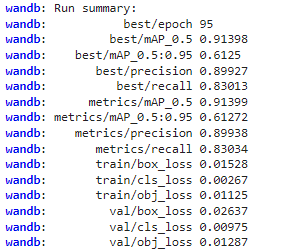 wandb: Run summary:
wandb: best/epoch 95
wandb: best/mAP_0.5 0.91398
wandb: best/mAP_0.5:0.95 0.6125
wandb: best/precision 0.89927
wandb: best/recall 0.83013
wandb: metrics/mAP_0.5 0.91399
wandb: metrics/mAP_0.5:0.95 0.61272
wandb: metrics/precision 0.89938
wandb: metrics/recall 0.83034
wandb: train/box_loss 0.01528
wandb: train/cls_loss 0.00267
wandb: train/obj_loss 0.01125
wandb: val/box_loss 0.02637
wandb: val/cls_loss 0.00975
wandb: val/obj_loss 0.01287